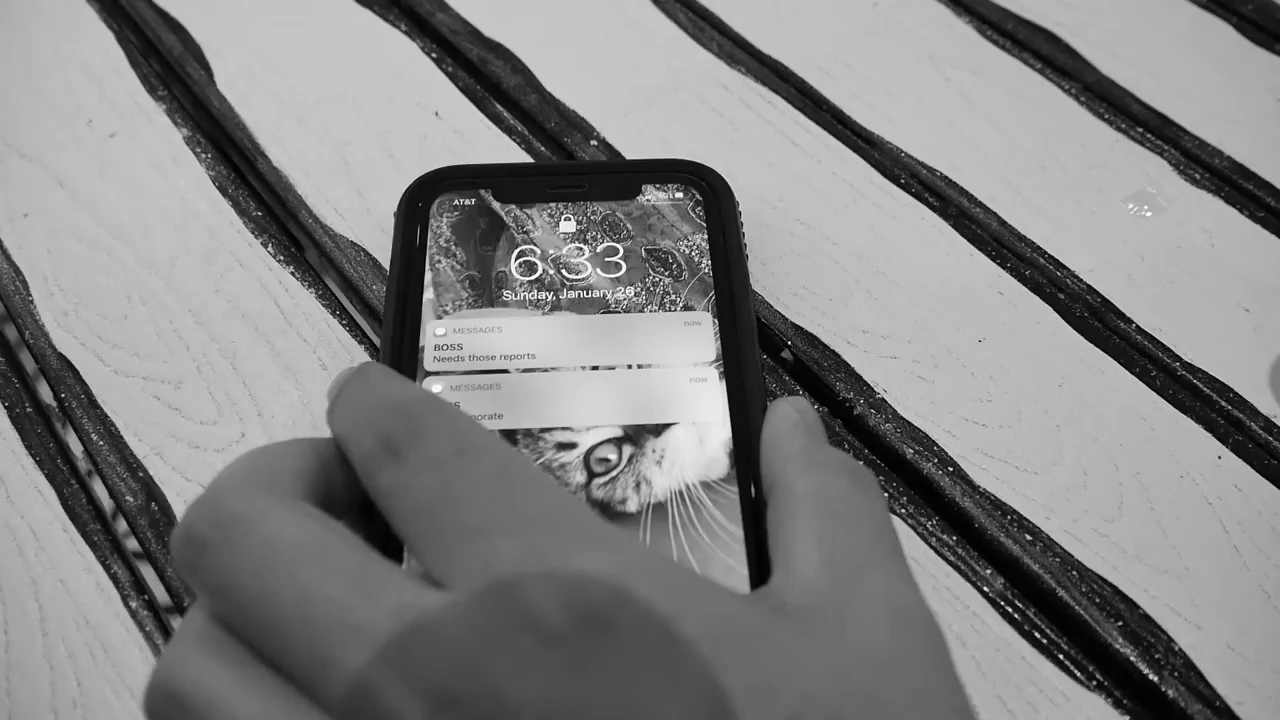 AT&T
6:33
Sunday, January 26
MESSAGES now
BOSS
Needs those reports
MESSAGES now